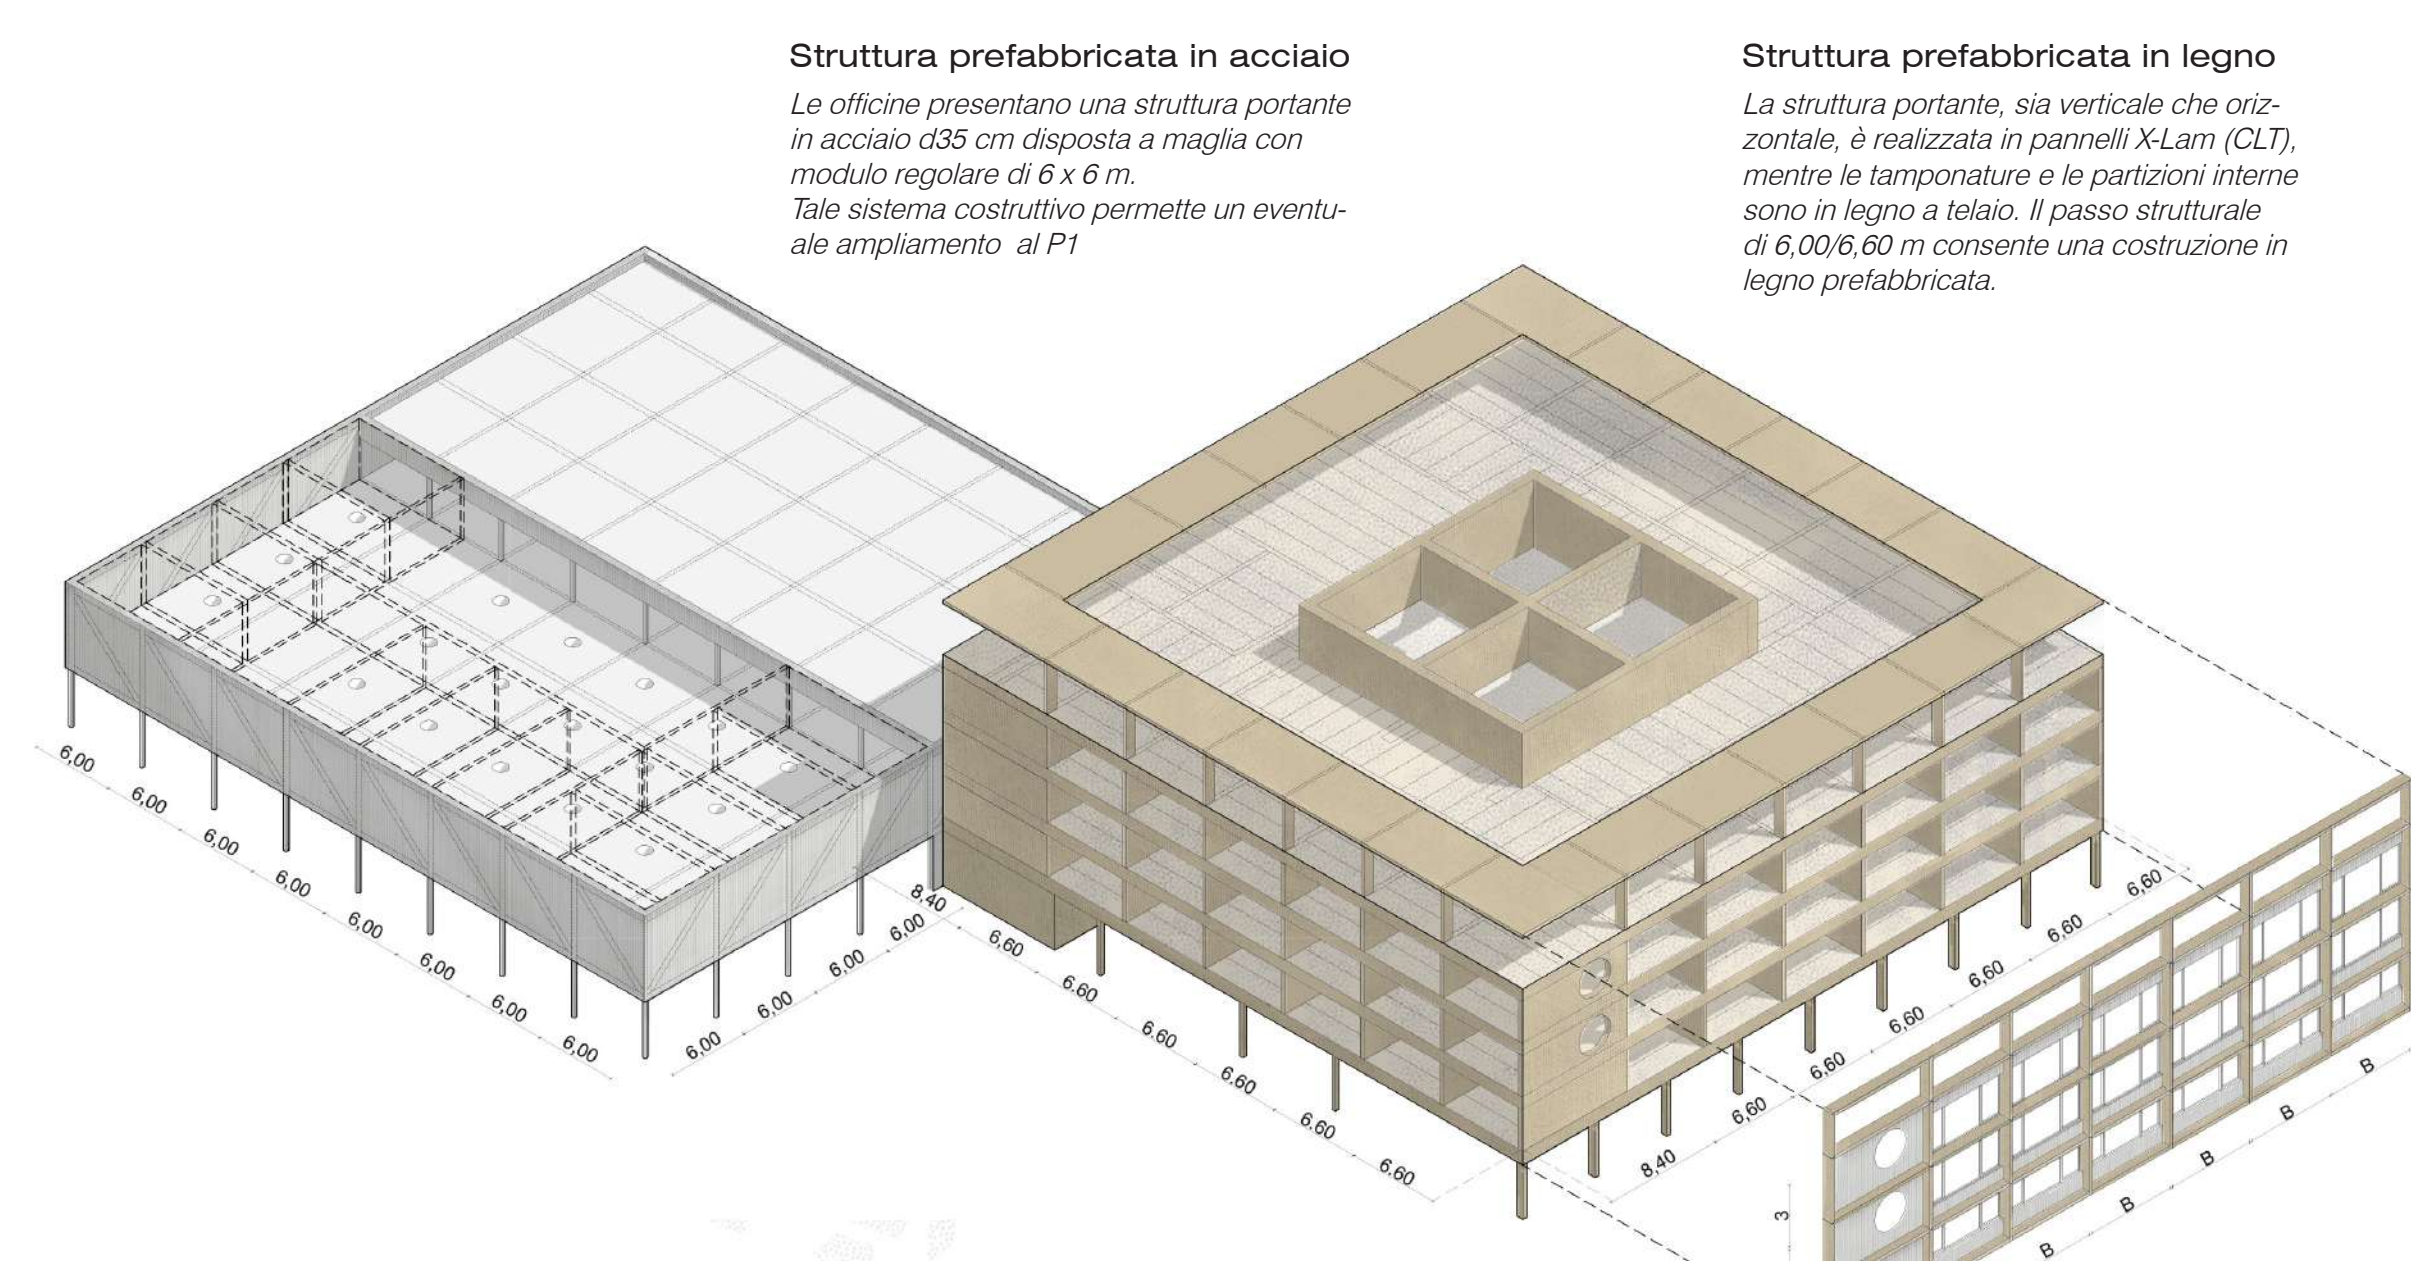 Struttura prefabbricata in acciaio
Le officine presentano una struttura portante
in acciaio d35 cm disposta a maglia con
modulo regolare di 6 x 6 m.
Tale sistema costruttivo permette un eventu-
ale ampliamento al P1
Struttura prefabbricata in legno
La struttura portante, sia verticale che oriz-
zontale, è realizzata in pannelli X-Lam (CLT),
mentre le tamponature e le partizioni interne
sono in legno a telaio. Il passo strutturale
di 6,00/6,60 m consente una costruzione in
legno prefabbricata.
6,00
6,00
6,00
6,00
6,00
6,00
6,00
6,00
6,00
6,00
6,00
6,00
8,40
6,60
6,60
6,60
6,60
6,60
6,60
8,40
6,60
6,60
6,60
6,60
6,60
6,60
3
B
B
B
B
B